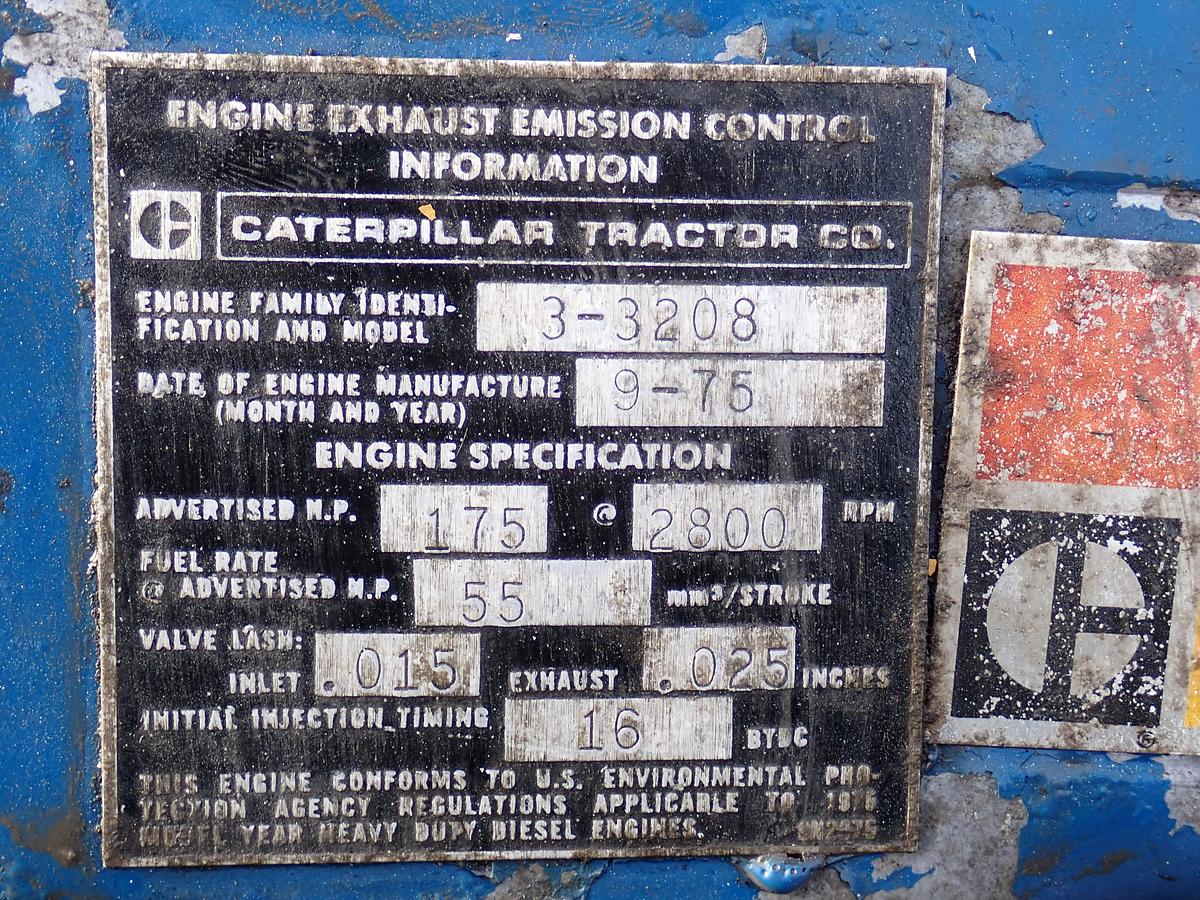 ENGINE EXHAUST EMISSION CONTROL
INFORMATION
CATERPILLAR TRACTOR CO.
ENGINE FAMILY IDENTI-
FICATION AND MODEL 3-3208
DATE OF ENGINE MANUFACTURE
(MONTH AND YEAR) 9-75
ENGINE SPECIFICATION
ADVERTISED H.P. 175 @ 2800 RPM
FUEL RATE
@ ADVERTISED H.P. 55 mm³/STROKE
VALVE LASH:
INLET .015 EXHAUST .025 INCHES
INITIAL INJECTION TIMING 16 BTDC
THIS ENGINE CONFORMS TO U.S. ENVIRONMENTAL PRO-
TECTION AGENCY REGULATIONS APPLICABLE TO
MODEL YEAR HEAVY DUTY DIESEL ENGINES.
®